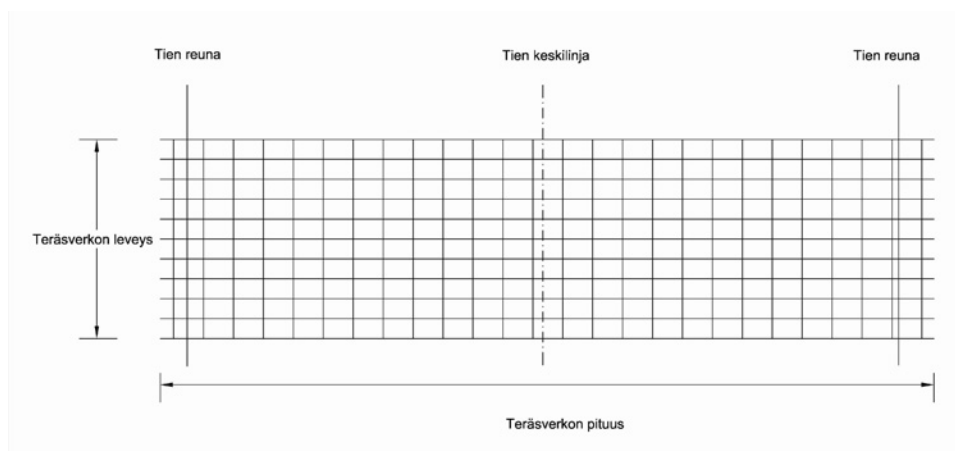 Tien reuna
Tien keskilinja
Tien reuna
Teräsverkon leveys
Teräsverkon pituus